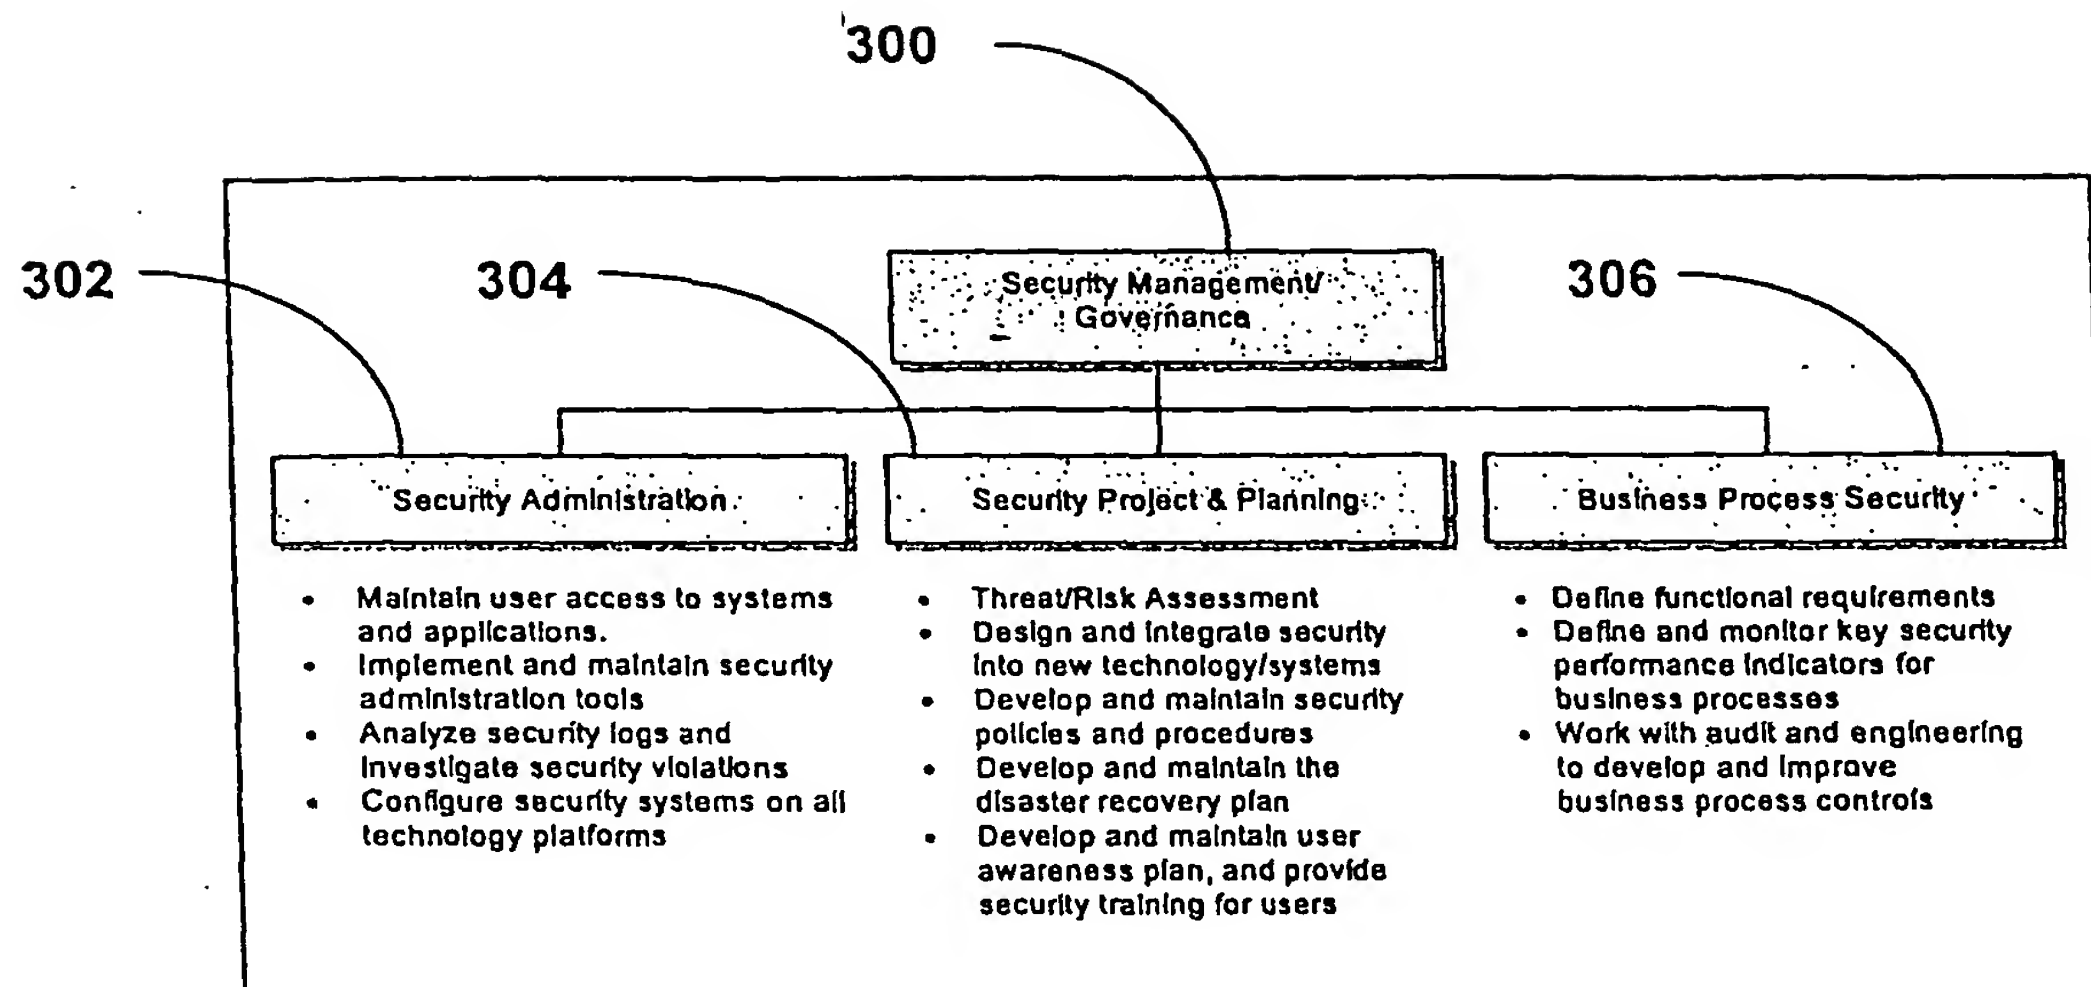 300
302
304
306
Security Management/
Governance
Security Administration
Security Project & Planning
Business Process Security
• Maintain user access to systems
and applications.
• Implement and maintain security
administration tools
• Analyze security logs and
investigate security violations
• Configure security systems on all
technology platforms
• Threat/Risk Assessment
• Design and integrate security
into new technology/systems
• Develop and maintain security
policies and procedures
• Develop and maintain the
disaster recovery plan
• Develop and maintain user
awareness plan, and provide
security training for users
• Define functional requirements
• Define and monitor key security
performance indicators for
business processes
• Work with audit and engineering
to develop and improve
business process controls